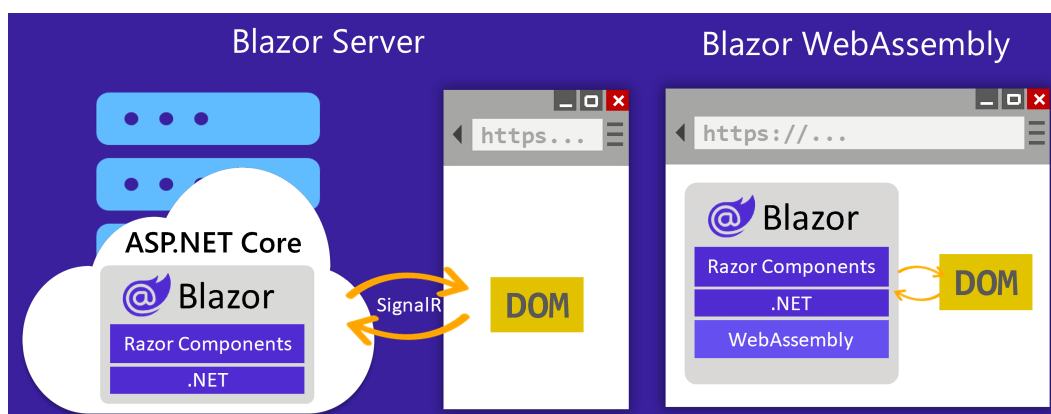 Blazor Server
https...
ASP.NET Core
@ Blazor
Razor Components
.NET
SignalR
DOM
Blazor WebAssembly
https://...
@ Blazor
Razor Components
.NET
WebAssembly
DOM